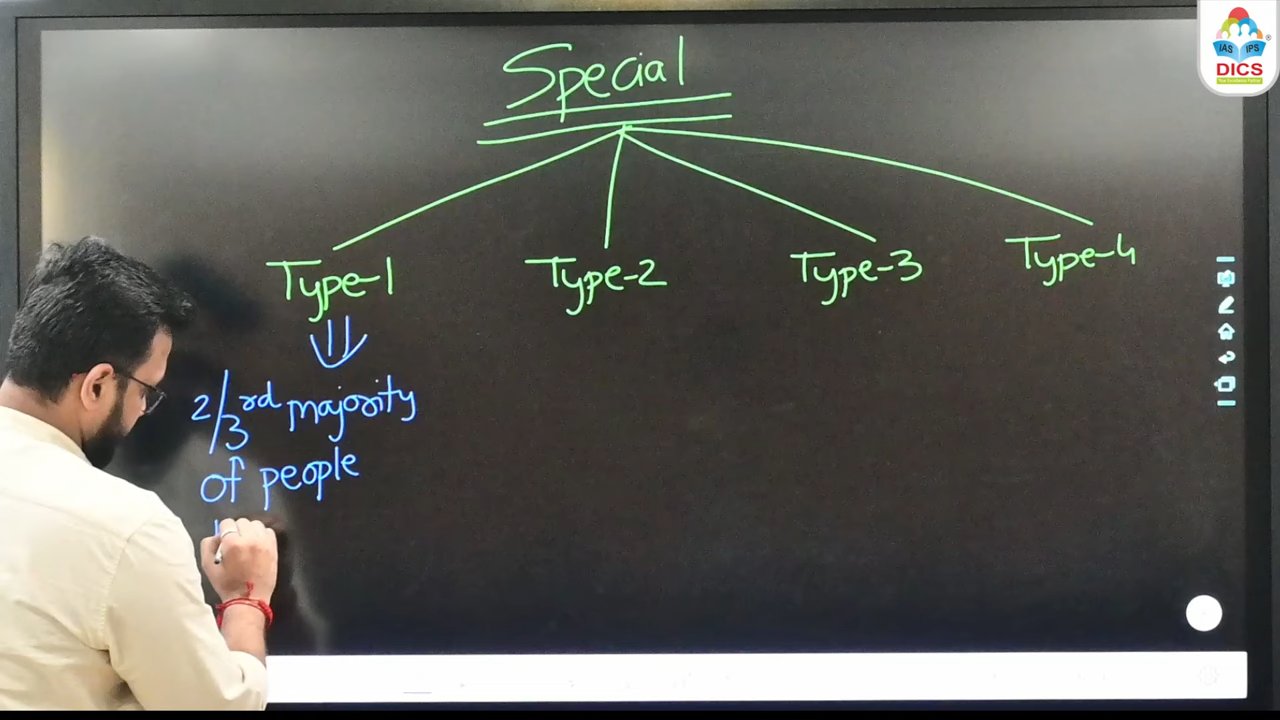 IAS IPS
DICS
Special
Type-1 Type-2 Type-3 Type-4
2/3rd majority
of people